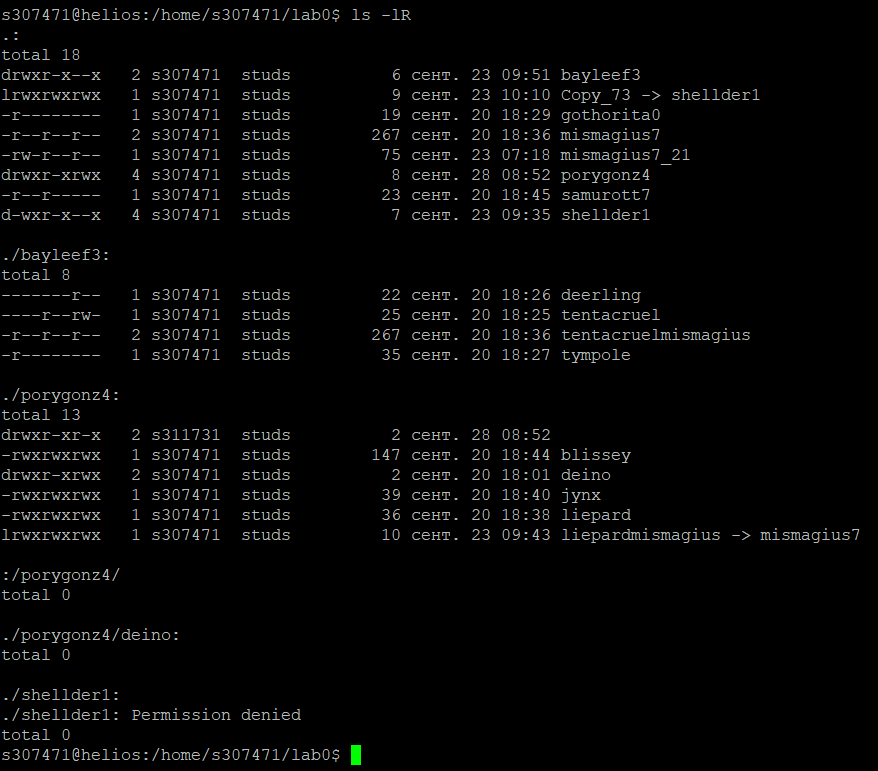 s307471@helios:/home/s307471/lab0$ ls -lR
.:
total 18
drwxr-x--x   2 s307471  studs          6 сент. 23 09:51 bayleef3
lrwxrwxrwx   1 s307471  studs          9 сент. 23 10:10 Copy_73 -> shellder1
-r--------   1 s307471  studs         19 сент. 20 18:29 gothorita0
-r--r--r--   2 s307471  studs        267 сент. 20 18:36 mismagius7
-rw-r--r--   1 s307471  studs         75 сент. 23 07:18 mismagius7_21
drwxr-xrwx   4 s307471  studs          8 сент. 28 08:52 porygonz4
-r--r-----   1 s307471  studs         23 сент. 20 18:45 samurott7
d-wxr-x--x   4 s307471  studs          7 сент. 23 09:35 shellder1

./bayleef3:
total 8
-------r--   1 s307471  studs         22 сент. 20 18:26 deerling
----r--rw-   1 s307471  studs         25 сент. 20 18:25 tentacruel
-r--r--r--   2 s307471  studs        267 сент. 20 18:36 tentacruelmismagius
-r--------   1 s307471  studs         35 сент. 20 18:27 tympole

./porygonz4:
total 13
drwxr-xr-x   2 s311731  studs          2 сент. 28 08:52
-rwxrwxrwx   1 s307471  studs        147 сент. 20 18:44 blissey
drwxr-xrwx   2 s307471  studs          2 сент. 20 18:01 deino
-rwxrwxrwx   1 s307471  studs         39 сент. 20 18:40 jynx
-rwxrwxrwx   1 s307471  studs         36 сент. 20 18:38 liepard
lrwxrwxrwx   1 s307471  studs         10 сент. 23 09:43 liepardmismagius -> mismagius7

:/porygonz4/
total 0

./porygonz4/deino:
total 0

./shellder1:
./shellder1: Permission denied
total 0
s307471@helios:/home/s307471/lab0$